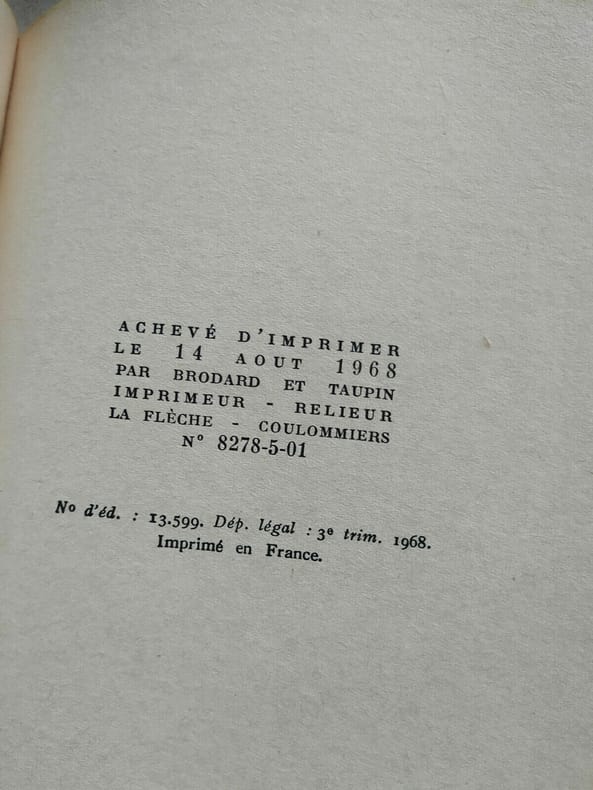 ACHEVÉ D'IMPRIMER
LE 14 AOUT 1968
PAR BRODARD ET TAUPIN
IMPRIMEUR - RELIEUR
LA FLÈCHE - COULOMMIERS
Nº 8278-5-01
Nº d'éd. : 13.599. Dép. légal : 3e trim. 1968.
Imprimé en France.